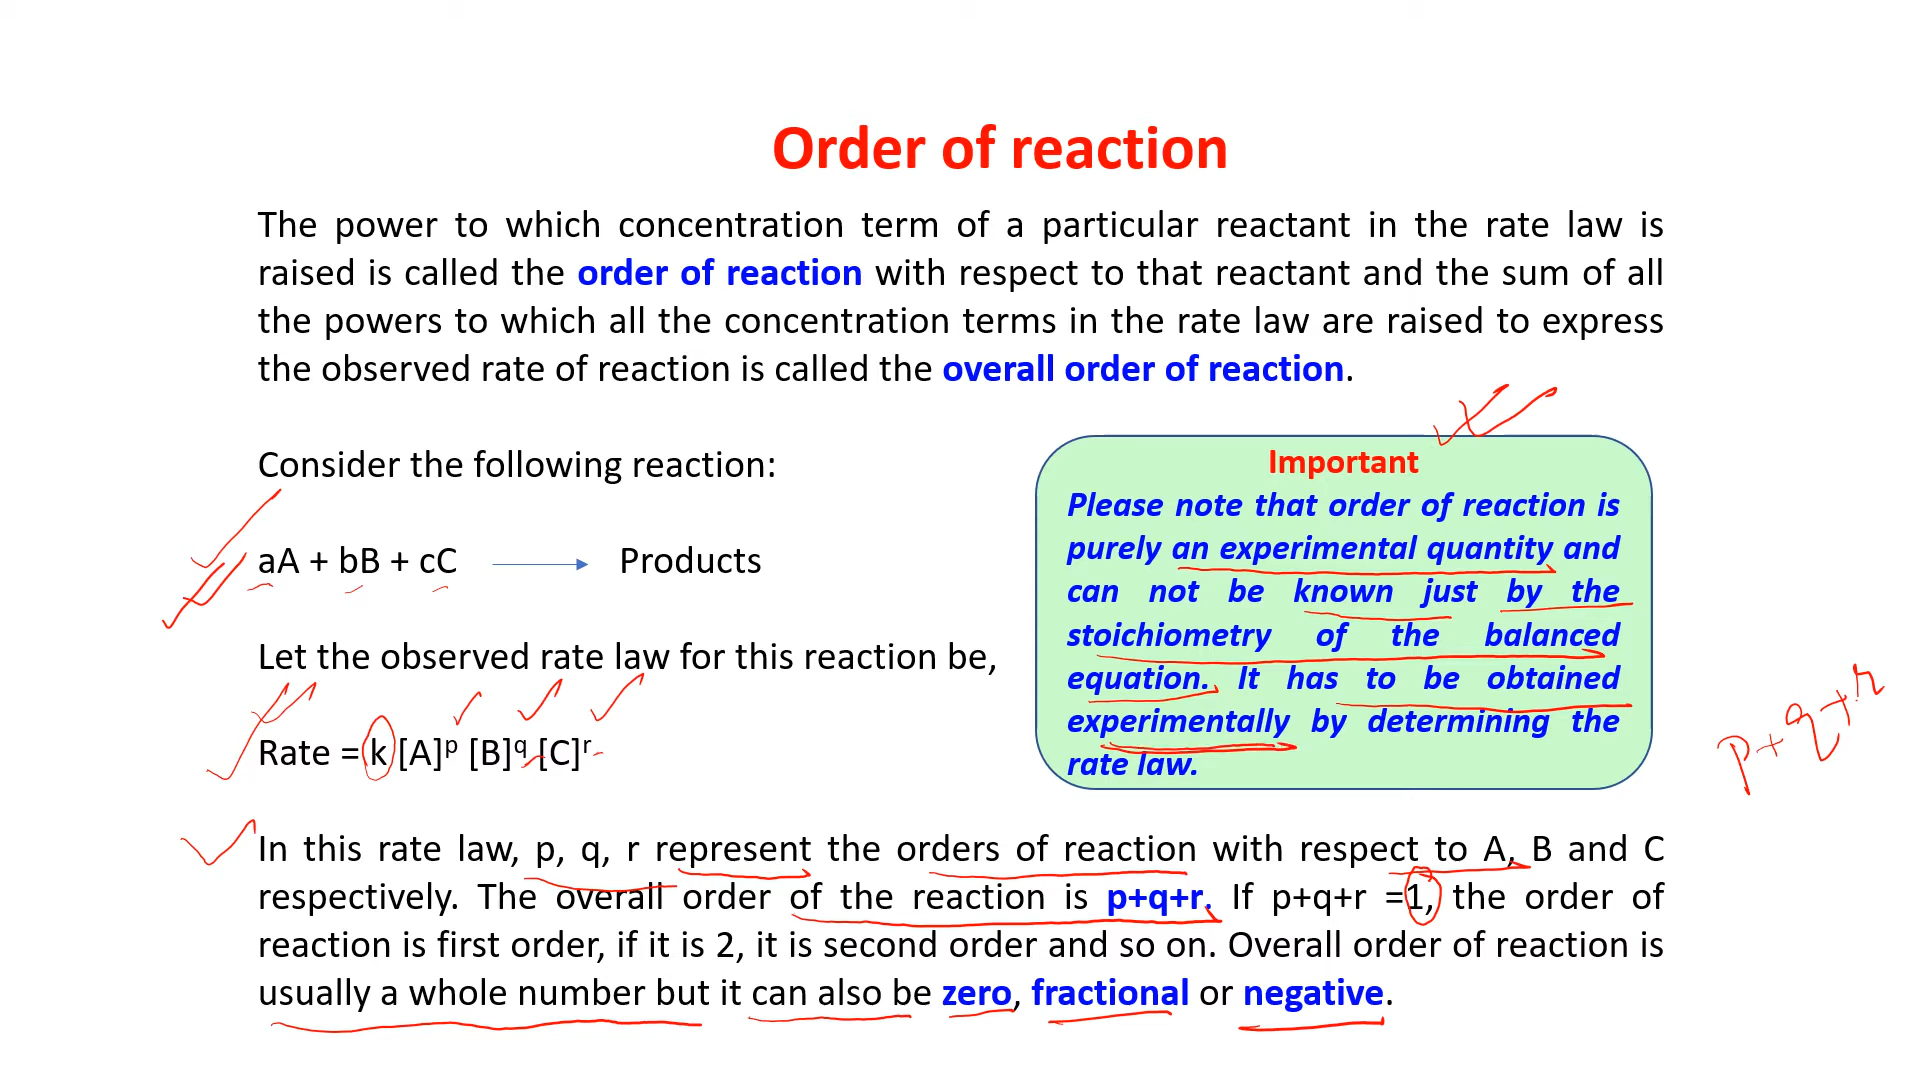 Order of reaction
The power to which concentration term of a particular reactant in the rate law is
raised is called the order of reaction with respect to that reactant and the sum of all
the powers to which all the concentration terms in the rate law are raised to express
the observed rate of reaction is called the overall order of reaction.
Consider the following reaction:
aA + bB + cC ⟶ Products
Let the observed rate law for this reaction be,
Rate = k [A]ᵖ [B]^q [C]ʳ
Important
Please note that order of reaction is
purely an experimental quantity and
can not be known just by the
stoichiometry of the balanced
equation. It has to be obtained
experimentally by determining the
rate law.
p+q+r
In this rate law, p, q, r represent the orders of reaction with respect to A, B and C
respectively. The overall order of the reaction is p+q+r. If p+q+r =1, the order of
reaction is first order, if it is 2, it is second order and so on. Overall order of reaction is
usually a whole number but it can also be zero, fractional or negative.